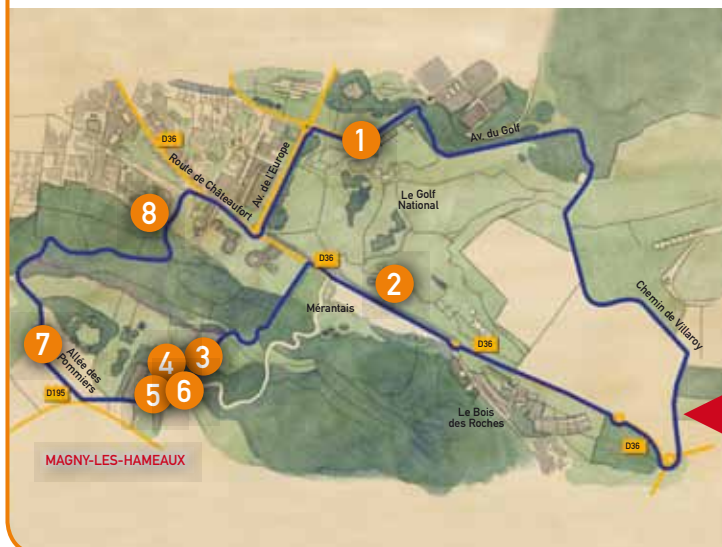 D36
Route de Châteaufort
Av. de l'Europe
1
Av. du Golf
Le Golf
National
8
D36
2
Mérantais
Chemin de Villaroy
7
Allée des
Pommiers
4
3
5
6
D36
D195
Le Bois
des Roches
D36
MAGNY-LES-HAMEAUX